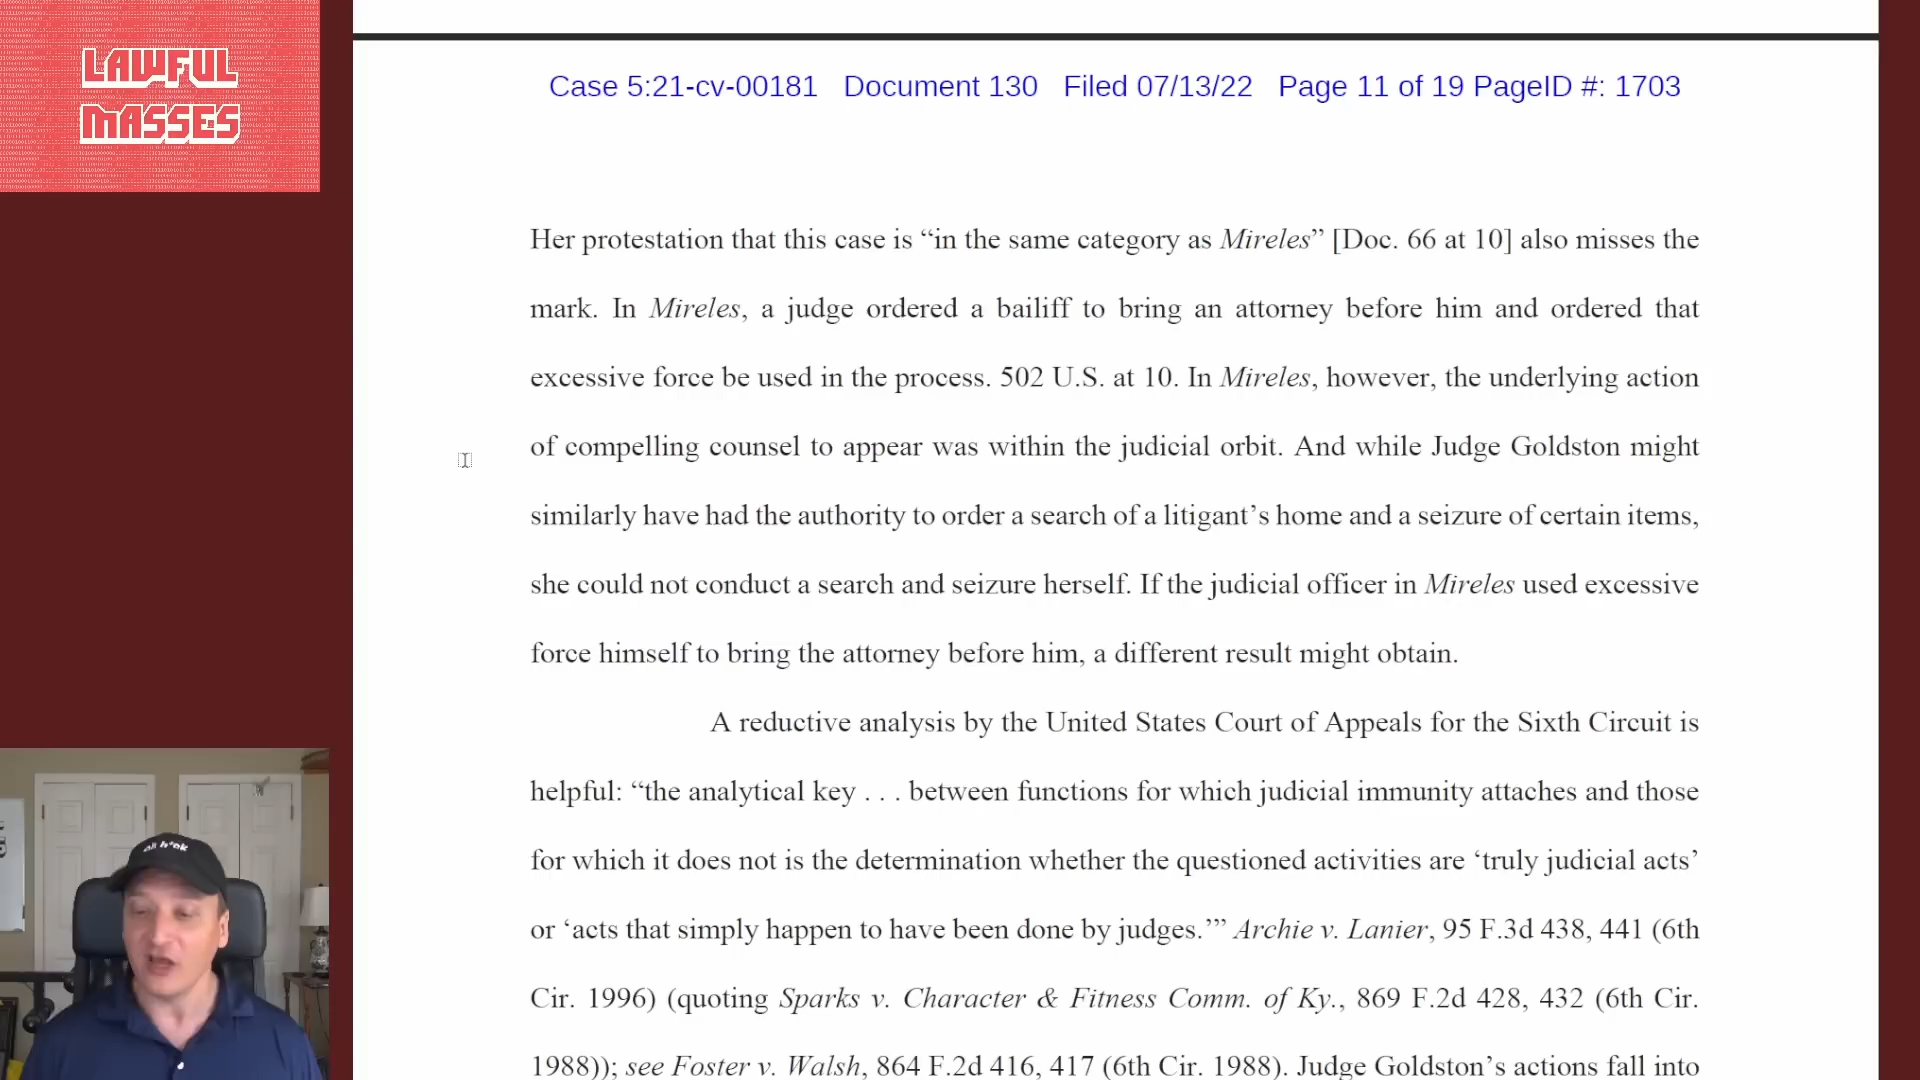 LAWFUL
MASSES
Case 5:21-cv-00181 Document 130 Filed 07/13/22 Page 11 of 19 PageID #: 1703
Her protestation that this case is “in the same category as Mireles” [Doc. 66 at 10] also misses the
mark. In Mireles, a judge ordered a bailiff to bring an attorney before him and ordered that
excessive force be used in the process. 502 U.S. at 10. In Mireles, however, the underlying action
of compelling counsel to appear was within the judicial orbit. And while Judge Goldston might
similarly have had the authority to order a search of a litigant’s home and a seizure of certain items,
she could not conduct a search and seizure herself. If the judicial officer in Mireles used excessive
force himself to bring the attorney before him, a different result might obtain.
A reductive analysis by the United States Court of Appeals for the Sixth Circuit is
helpful: “the analytical key . . . between functions for which judicial immunity attaches and those
for which it does not is the determination whether the questioned activities are ‘truly judicial acts’
or ‘acts that simply happen to have been done by judges.’” Archie v. Lanier, 95 F.3d 438, 441 (6th
Cir. 1996) (quoting Sparks v. Character & Fitness Comm. of Ky., 869 F.2d 428, 432 (6th Cir.
1988)); see Foster v. Walsh, 864 F.2d 416, 417 (6th Cir. 1988). Judge Goldston’s actions fall into